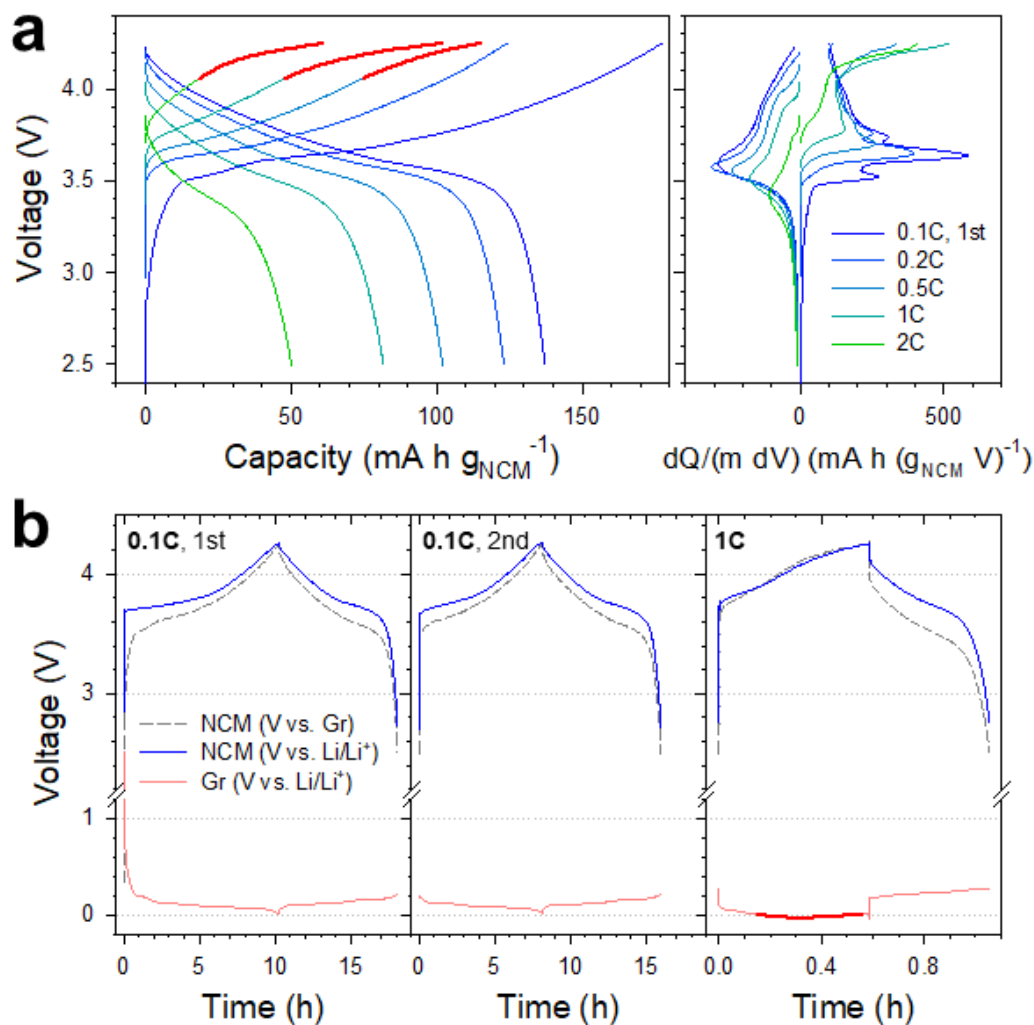 a
4.0
3.5
3.0
2.5
Voltage (V)
0 50 100 150
Capacity (mA h g_NCM^-1)
0.1C, 1st
0.2C
0.5C
1C
2C
0 500
dQ/(m dV) (mA h (g_NCM V)^-1)
b
0.1C, 1st
0.1C, 2nd
1C
4
3
1
0
Voltage (V)
NCM (V vs. Gr)
NCM (V vs. Li/Li⁺)
Gr (V vs. Li/Li⁺)
0 5 10 15
0 5 10 15
0.0 0.4 0.8
Time (h)
Time (h)
Time (h)